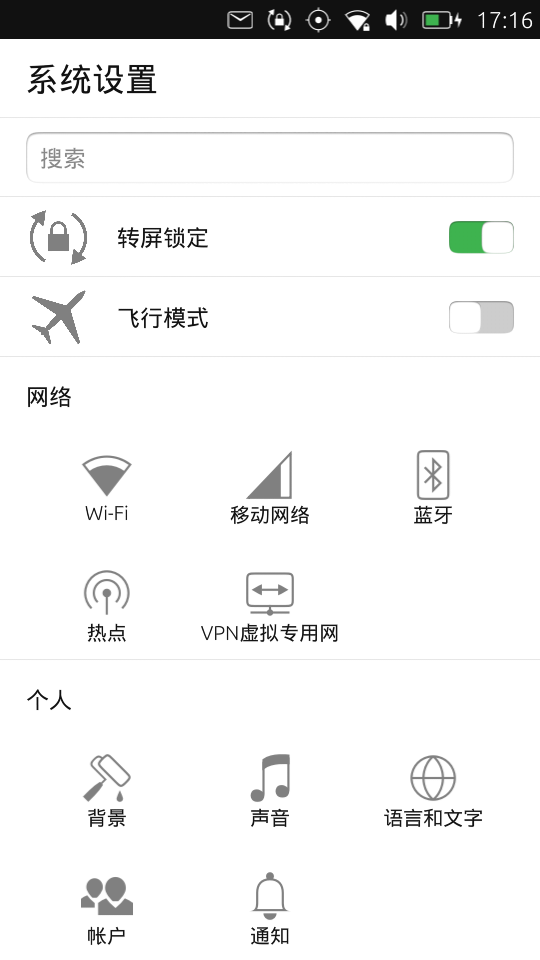 17:16
系统设置
搜索
转屏锁定
飞行模式
网络
Wi-Fi
移动网络
蓝牙
热点
VPN虚拟专用网
个人
背景
声音
语言和文字
帐户
通知